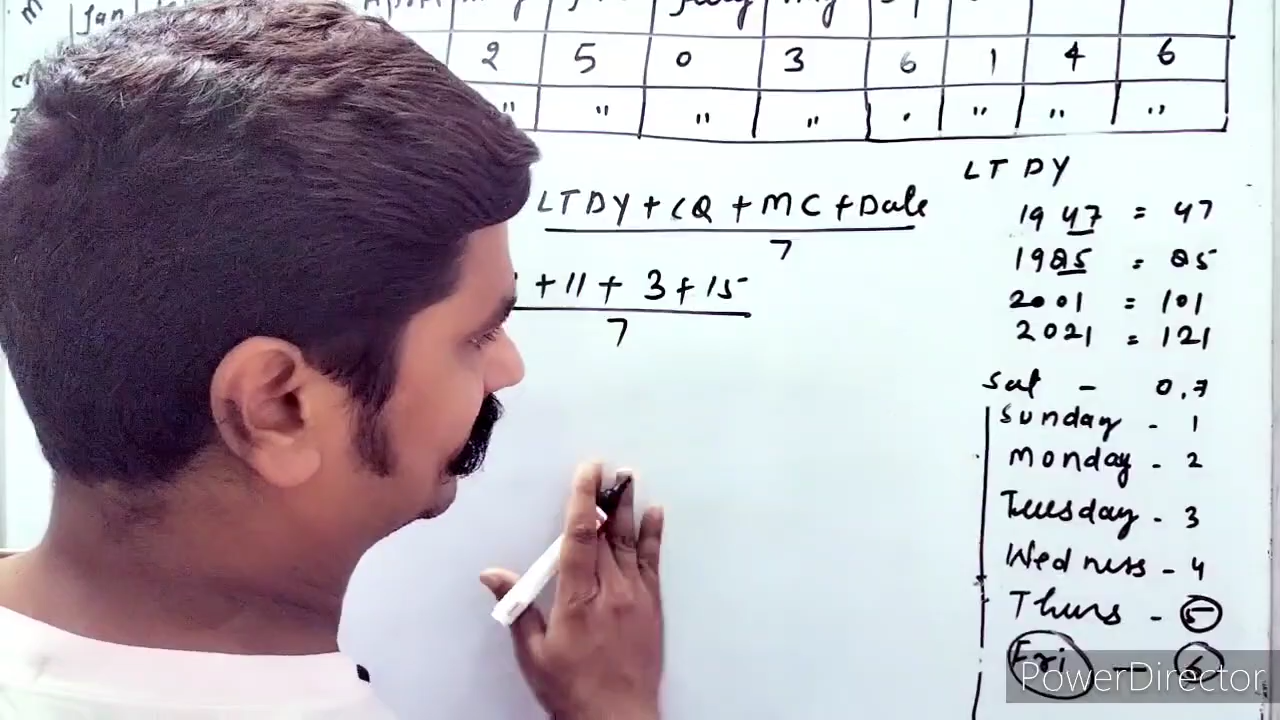 Jan
2 5 0 3 6 1 4 6
" " " " . " " "
LTDY
LTDY + CQ + MC + Date
7
+ 11 + 3 + 15
7
1947 = 47
1985 = 85
2001 = 101
2021 = 121
Sat - 0,7
Sunday - 1
Monday - 2
Tuesday - 3
Wedness - 4
Thurs - 5
Fri - 6
PowerDirector